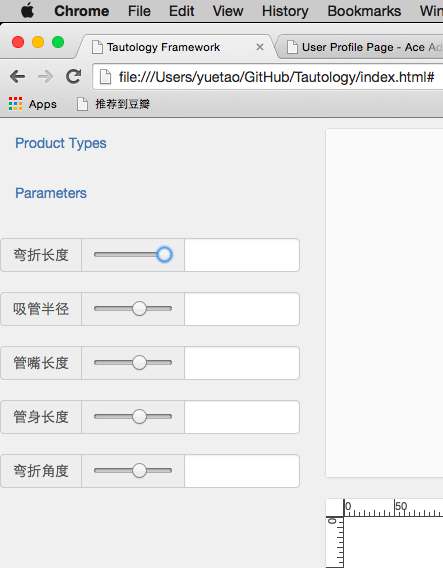 Chrome File Edit View History Bookmarks Win
Tautology Framework
User Profile Page - Ace Ad
file:///Users/yuetao/GitHub/Tautology/index.html#
Apps 推荐到豆瓣
Product Types
Parameters
弯折长度
吸管半径
管嘴长度
管身长度
弯折角度
0 50
0